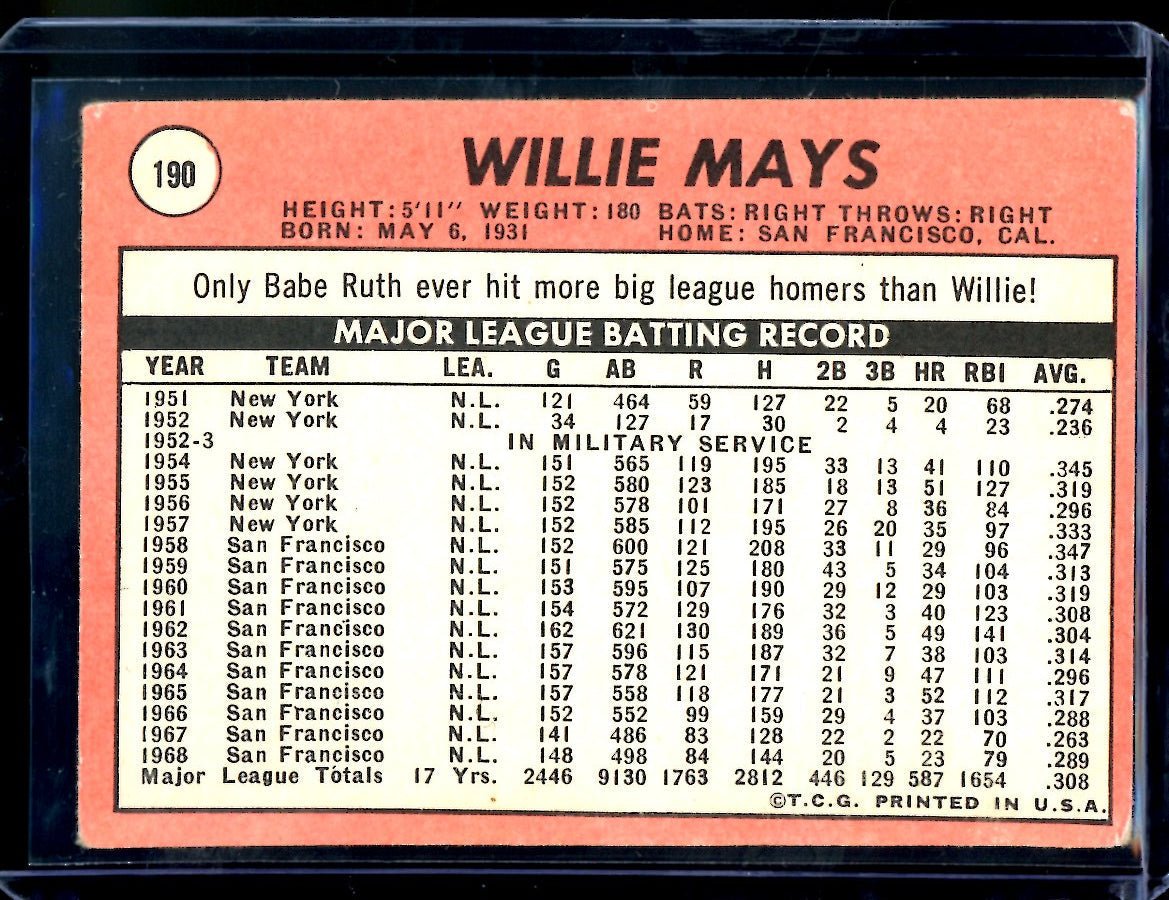 190
WILLIE MAYS
HEIGHT: 5'11" WEIGHT: 180 BATS: RIGHT THROWS: RIGHT
BORN: MAY 6, 1931 HOME: SAN FRANCISCO, CAL.
Only Babe Ruth ever hit more big league homers than Willie!
MAJOR LEAGUE BATTING RECORD
YEAR TEAM LEA. G AB R H 2B 3B HR RBI AVG.
1951 New York N.L. 121 464 59 127 22 5 20 68 .274
1952 New York N.L. 34 127 17 30 2 4 4 23 .236
1952-3 IN MILITARY SERVICE
1954 New York N.L. 151 565 119 195 33 13 41 110 .345
1955 New York N.L. 152 580 123 185 18 13 51 127 .319
1956 New York N.L. 152 578 101 171 27 8 36 84 .296
1957 New York N.L. 152 585 112 195 26 20 35 97 .333
1958 San Francisco N.L. 152 600 121 208 33 11 29 96 .347
1959 San Francisco N.L. 151 575 125 180 43 5 34 104 .313
1960 San Francisco N.L. 153 595 107 190 29 12 29 103 .319
1961 San Francisco N.L. 154 572 129 176 32 3 40 123 .308
1962 San Francisco N.L. 162 621 130 189 36 5 49 141 .304
1963 San Francisco N.L. 157 596 115 187 32 7 38 103 .314
1964 San Francisco N.L. 157 578 121 171 21 9 47 111 .296
1965 San Francisco N.L. 157 558 118 177 21 3 52 112 .317
1966 San Francisco N.L. 152 552 99 159 29 4 37 103 .288
1967 San Francisco N.L. 141 486 83 128 22 2 22 70 .263
1968 San Francisco N.L. 148 498 84 144 20 5 23 79 .289
Major League Totals 17 Yrs. 2446 9130 1763 2812 446 129 587 1654 .308
©T.C.G. PRINTED IN U.S.A.